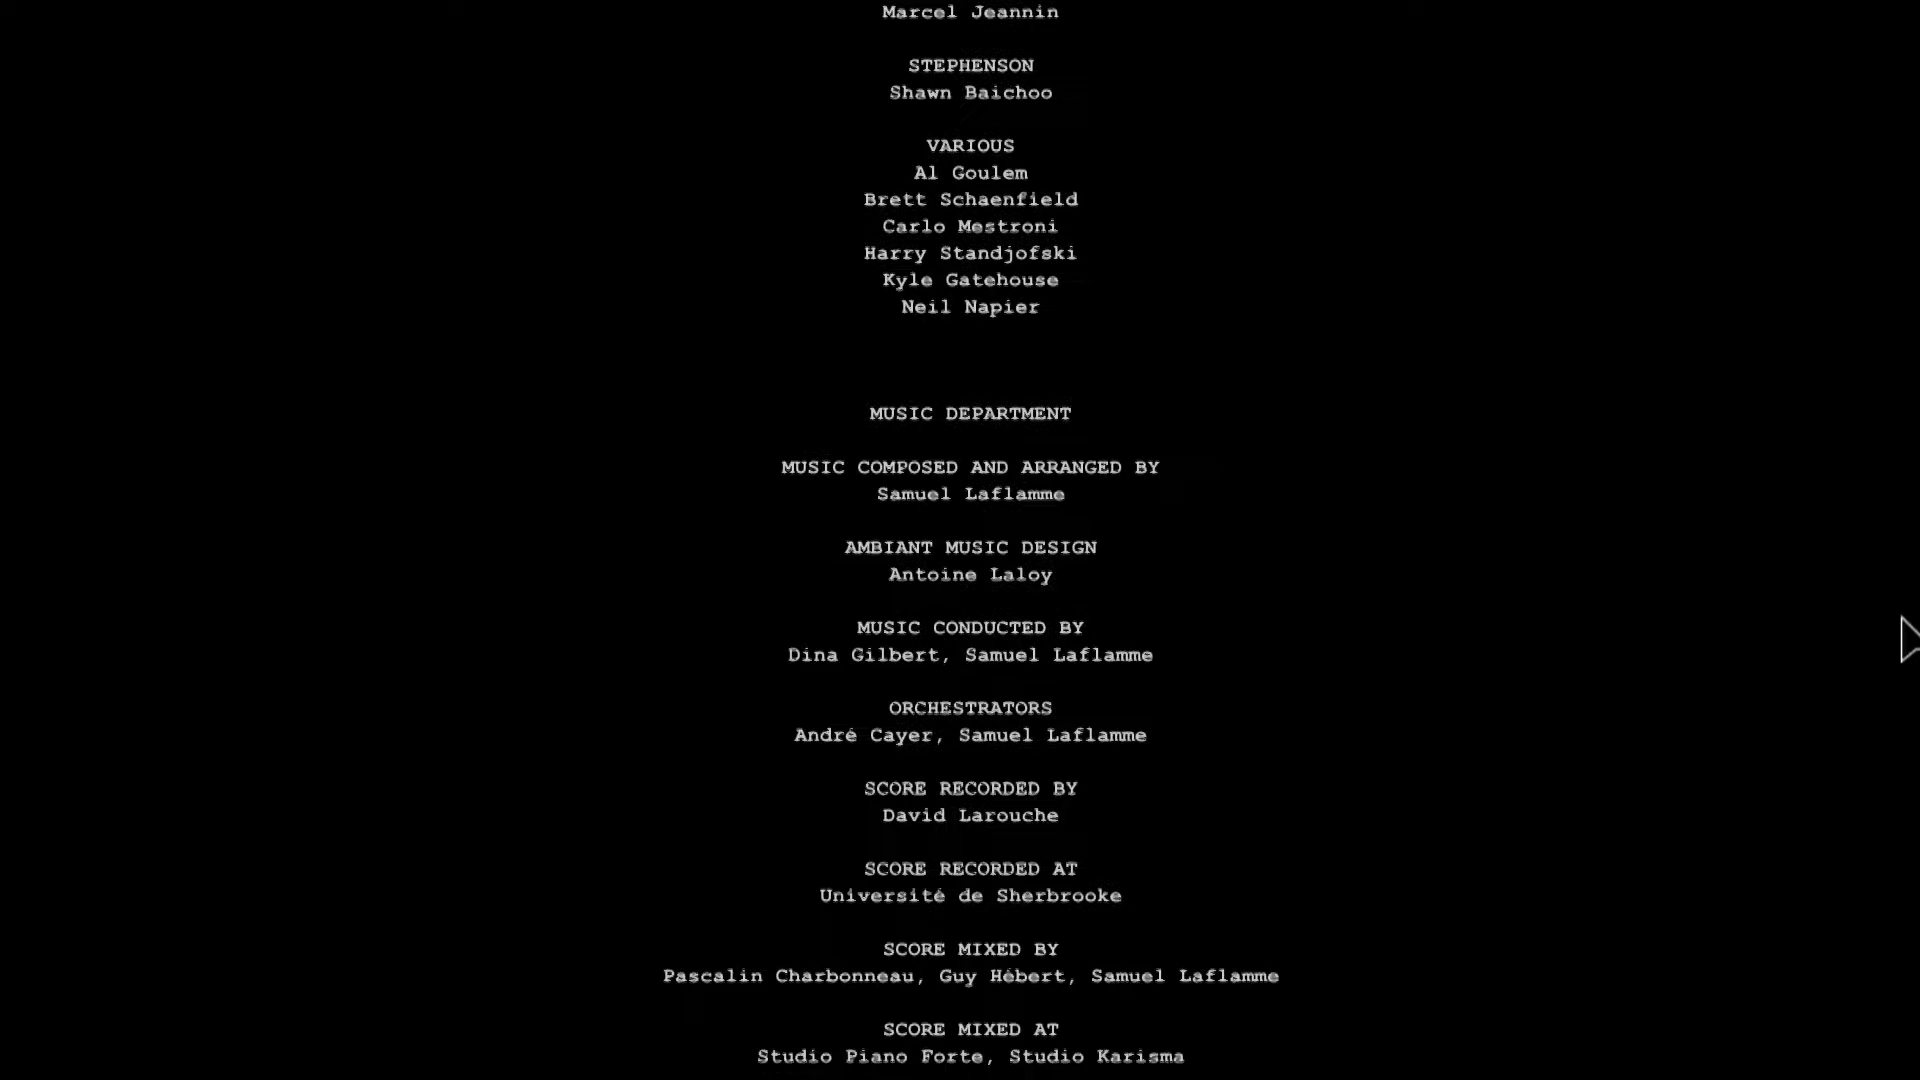 Marcel Jeannin
STEPHENSON
Shawn Baichoo
VARIOUS
Al Goulem
Brett Schaenfield
Carlo Mestroni
Harry Standjofski
Kyle Gatehouse
Neil Napier
MUSIC DEPARTMENT
MUSIC COMPOSED AND ARRANGED BY
Samuel Laflamme
AMBIANT MUSIC DESIGN
Antoine Laloy
MUSIC CONDUCTED BY
Dina Gilbert, Samuel Laflamme
ORCHESTRATORS
André Cayer, Samuel Laflamme
SCORE RECORDED BY
David Larouche
SCORE RECORDED AT
Université de Sherbrooke
SCORE MIXED BY
Pascalin Charbonneau, Guy Hébert, Samuel Laflamme
SCORE MIXED AT
Studio Piano Forte, Studio Karisma